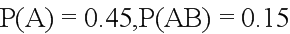 P(A) = 0.45,P(AB) = 0.15